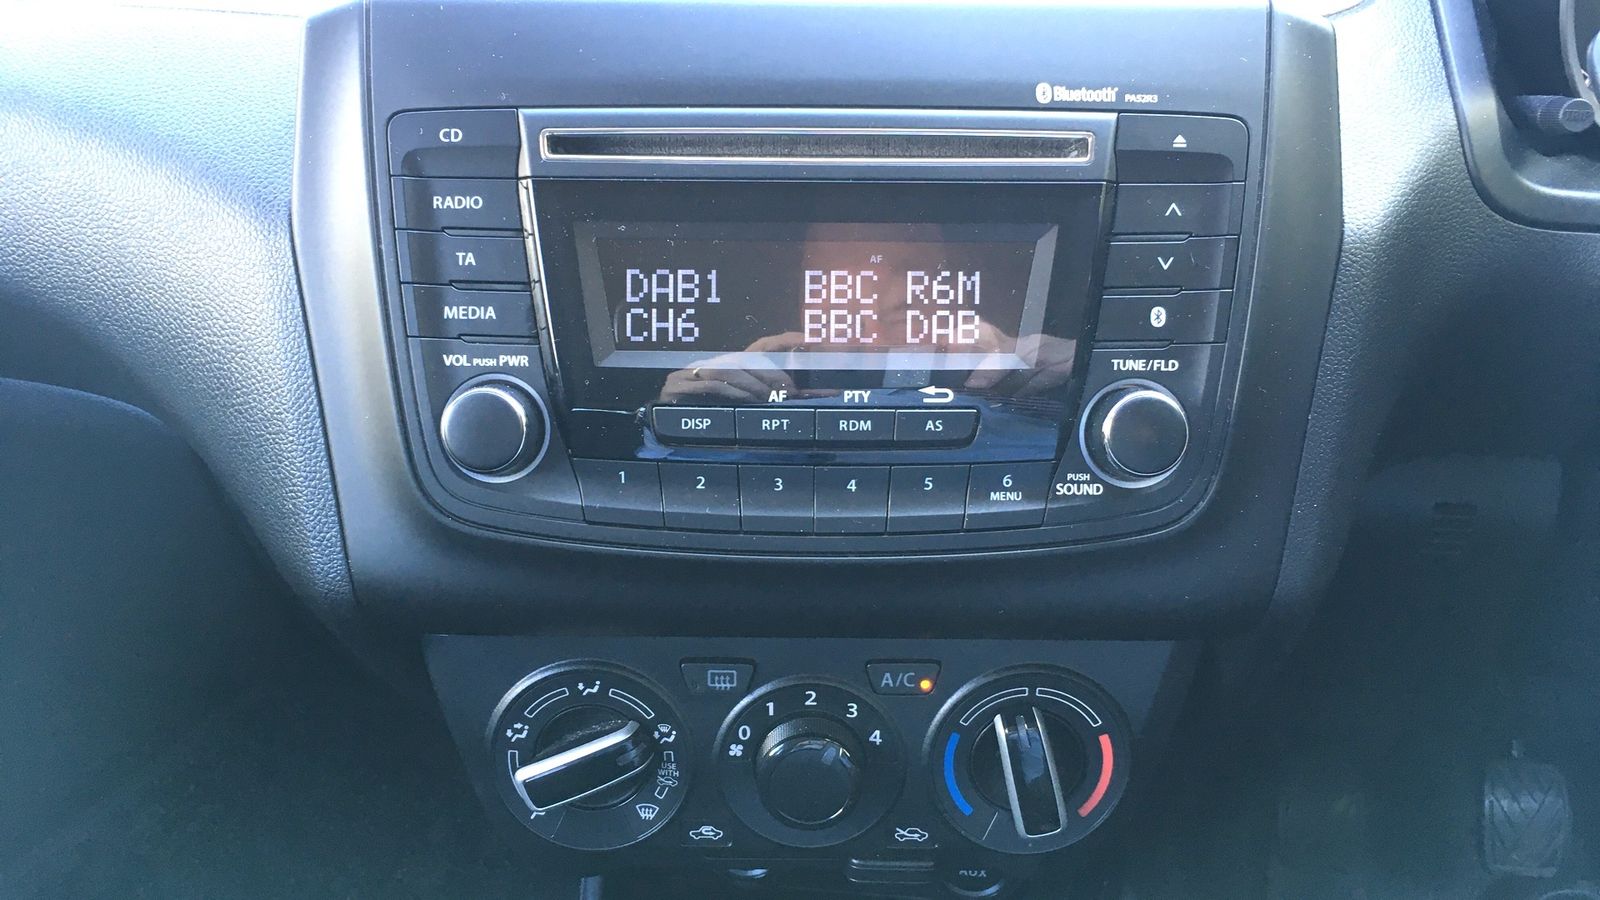 Bluetooth PA52R3
CD
RADIO
TA
MEDIA
VOL PUSH PWR
AF
DAB1 BBC R6M
CH6 BBC DAB
TUNE/FLD
AF PTY
DISP RPT RDM AS
1 2 3 4 5 6
MENU
PUSH
SOUND
A/C
0 1 2 3 4
USE
WITH
AUX